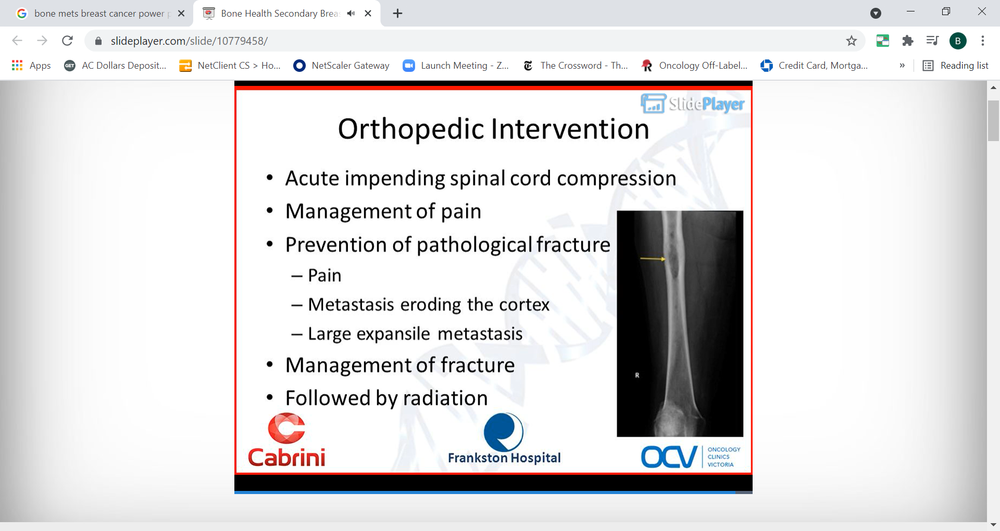 bone mets breast cancer power p
Bone Health Secondary Brea
slideplayer.com/slide/10779458/
B
Apps
GET
AC Dollars Deposit...
NetClient CS > Ho...
NetScaler Gateway
Launch Meeting - Z...
The Crossword - Th...
Oncology Off-Label...
Credit Card, Mortga...
»
Reading list
SlidePlayer
Orthopedic Intervention
• Acute impending spinal cord compression
• Management of pain
• Prevention of pathological fracture
– Pain
– Metastasis eroding the cortex
– Large expansile metastasis
• Management of fracture
• Followed by radiation
R
Cabrini
Frankston Hospital
OCV
ONCOLOGY
CLINICS
VICTORIA